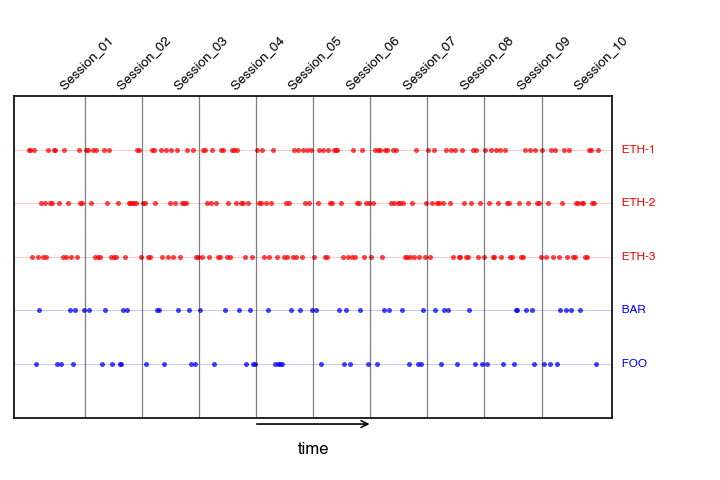 Session_01
Session_02
Session_03
Session_04
Session_05
Session_06
Session_07
Session_08
Session_09
Session_10
ETH-1
ETH-2
ETH-3
BAR
FOO
time